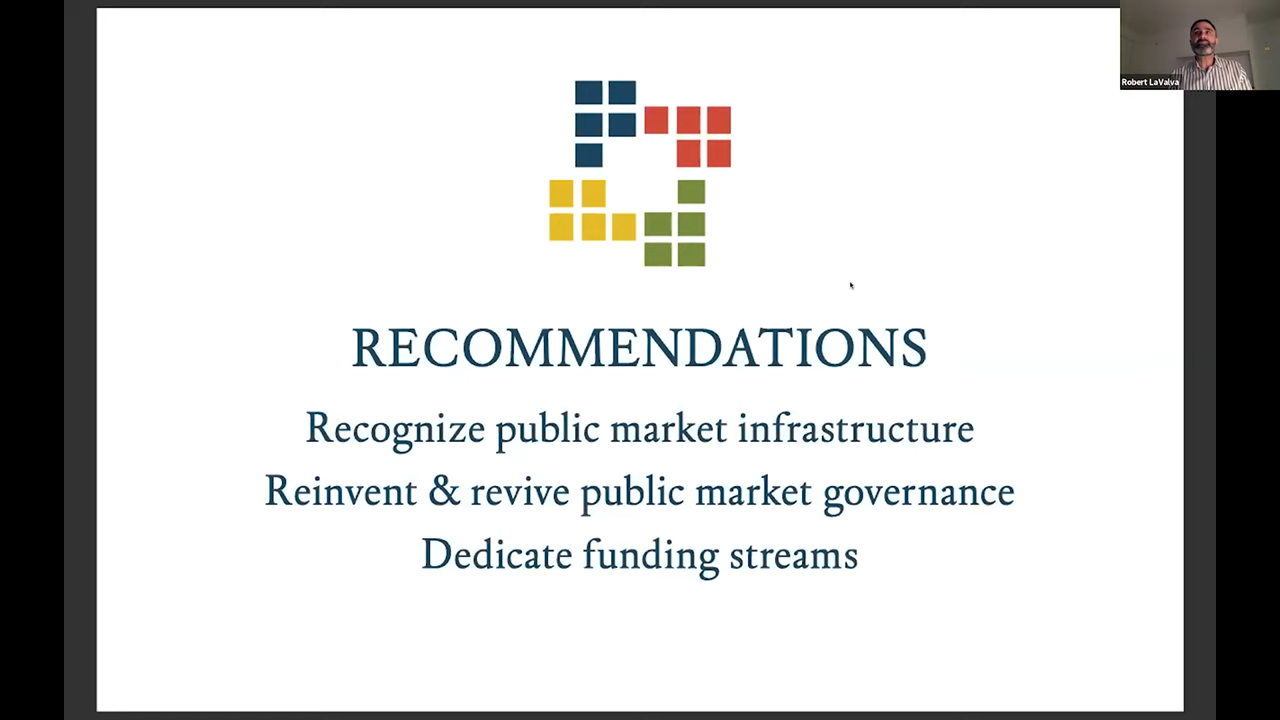 Robert LaValva
RECOMMENDATIONS
Recognize public market infrastructure
Reinvent & revive public market governance
Dedicate funding streams